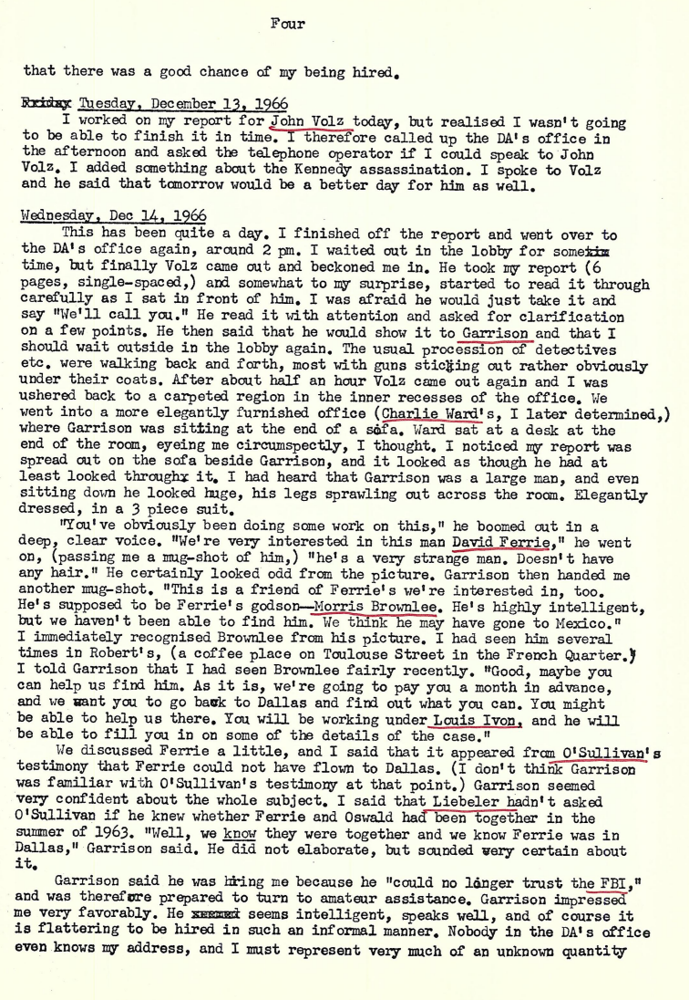 Four
that there was a good chance of my being hired.
Friday Tuesday, December 13, 1966
I worked on my report for John Volz today, but realised I wasn't going
to be able to finish it in time. I therefore called up the DA's office in
the afternoon and asked the telephone operator if I could speak to John
Volz. I added something about the Kennedy assassination. I spoke to Volz
and he said that tomorrow would be a better day for him as well.
Wednesday, Dec 14, 1966
This has been quite a day. I finished off the report and went over to
the DA's office again, around 2 pm. I waited out in the lobby for some
time, but finally Volz came out and beckoned me in. He took my report (6
pages, single-spaced,) and somewhat to my surprise, started to read it through
carefully as I sat in front of him. I was afraid he would just take it and
say "We'll call you." He read it with attention and asked for clarification
on a few points. He then said that he would show it to Garrison and that I
should wait outside in the lobby again. The usual procession of detectives
etc. were walking back and forth, most with guns sticking out rather obviously
under their coats. After about half an hour Volz came out again and I was
ushered back to a carpeted region in the inner recesses of the office. We
went into a more elegantly furnished office (Charlie Ward's, I later determined,)
where Garrison was sitting at the end of a sofa. Ward sat at a desk at the
end of the room, eyeing me circumspectly, I thought. I noticed my report was
spread out on the sofa beside Garrison, and it looked as though he had at
least looked through it. I had heard that Garrison was a large man, and even
sitting down he looked huge, his legs sprawling out across the room. Elegantly
dressed, in a 3 piece suit.
"You've obviously been doing some work on this," he boomed out in a
deep, clear voice. "We're very interested in this man David Ferrie," he went
on, (passing me a mug-shot of him,) "he's a very strange man. Doesn't have
any hair." He certainly looked odd from the picture. Garrison then handed me
another mug-shot. "This is a friend of Ferrie's we're interested in, too.
He's supposed to be Ferrie's godson—Morris Brownlee. He's highly intelligent,
but we haven't been able to find him. We think he may have gone to Mexico."
I immediately recognised Brownlee from his picture. I had seen him several
times in Robert's, (a coffee place on Toulouse Street in the French Quarter.)
I told Garrison that I had seen Brownlee fairly recently. "Good, maybe you
can help us find him. As it is, we're going to pay you a month in advance,
and we want you to go back to Dallas and find out what you can. You might
be able to help us there. You will be working under Louis Ivon, and he will
be able to fill you in on some of the details of the case."
We discussed Ferrie a little, and I said that it appeared from O'Sullivan's
testimony that Ferrie could not have flown to Dallas. (I don't think Garrison
was familiar with O'Sullivan's testimony at that point.) Garrison seemed
very confident about the whole subject. I said that Liebeler hadn't asked
O'Sullivan if he knew whether Ferrie and Oswald had been together in the
summer of 1963. "Well, we know they were together and we know Ferrie was in
Dallas," Garrison said. He did not elaborate, but sounded very certain about
it.
Garrison said he was hiring me because he "could no longer trust the FBI,"
and was therefore prepared to turn to amateur assistance. Garrison impressed
me very favorably. He seemed seems intelligent, speaks well, and of course it
is flattering to be hired in such an informal manner. Nobody in the DA's office
even knows my address, and I must represent very much of an unknown quantity